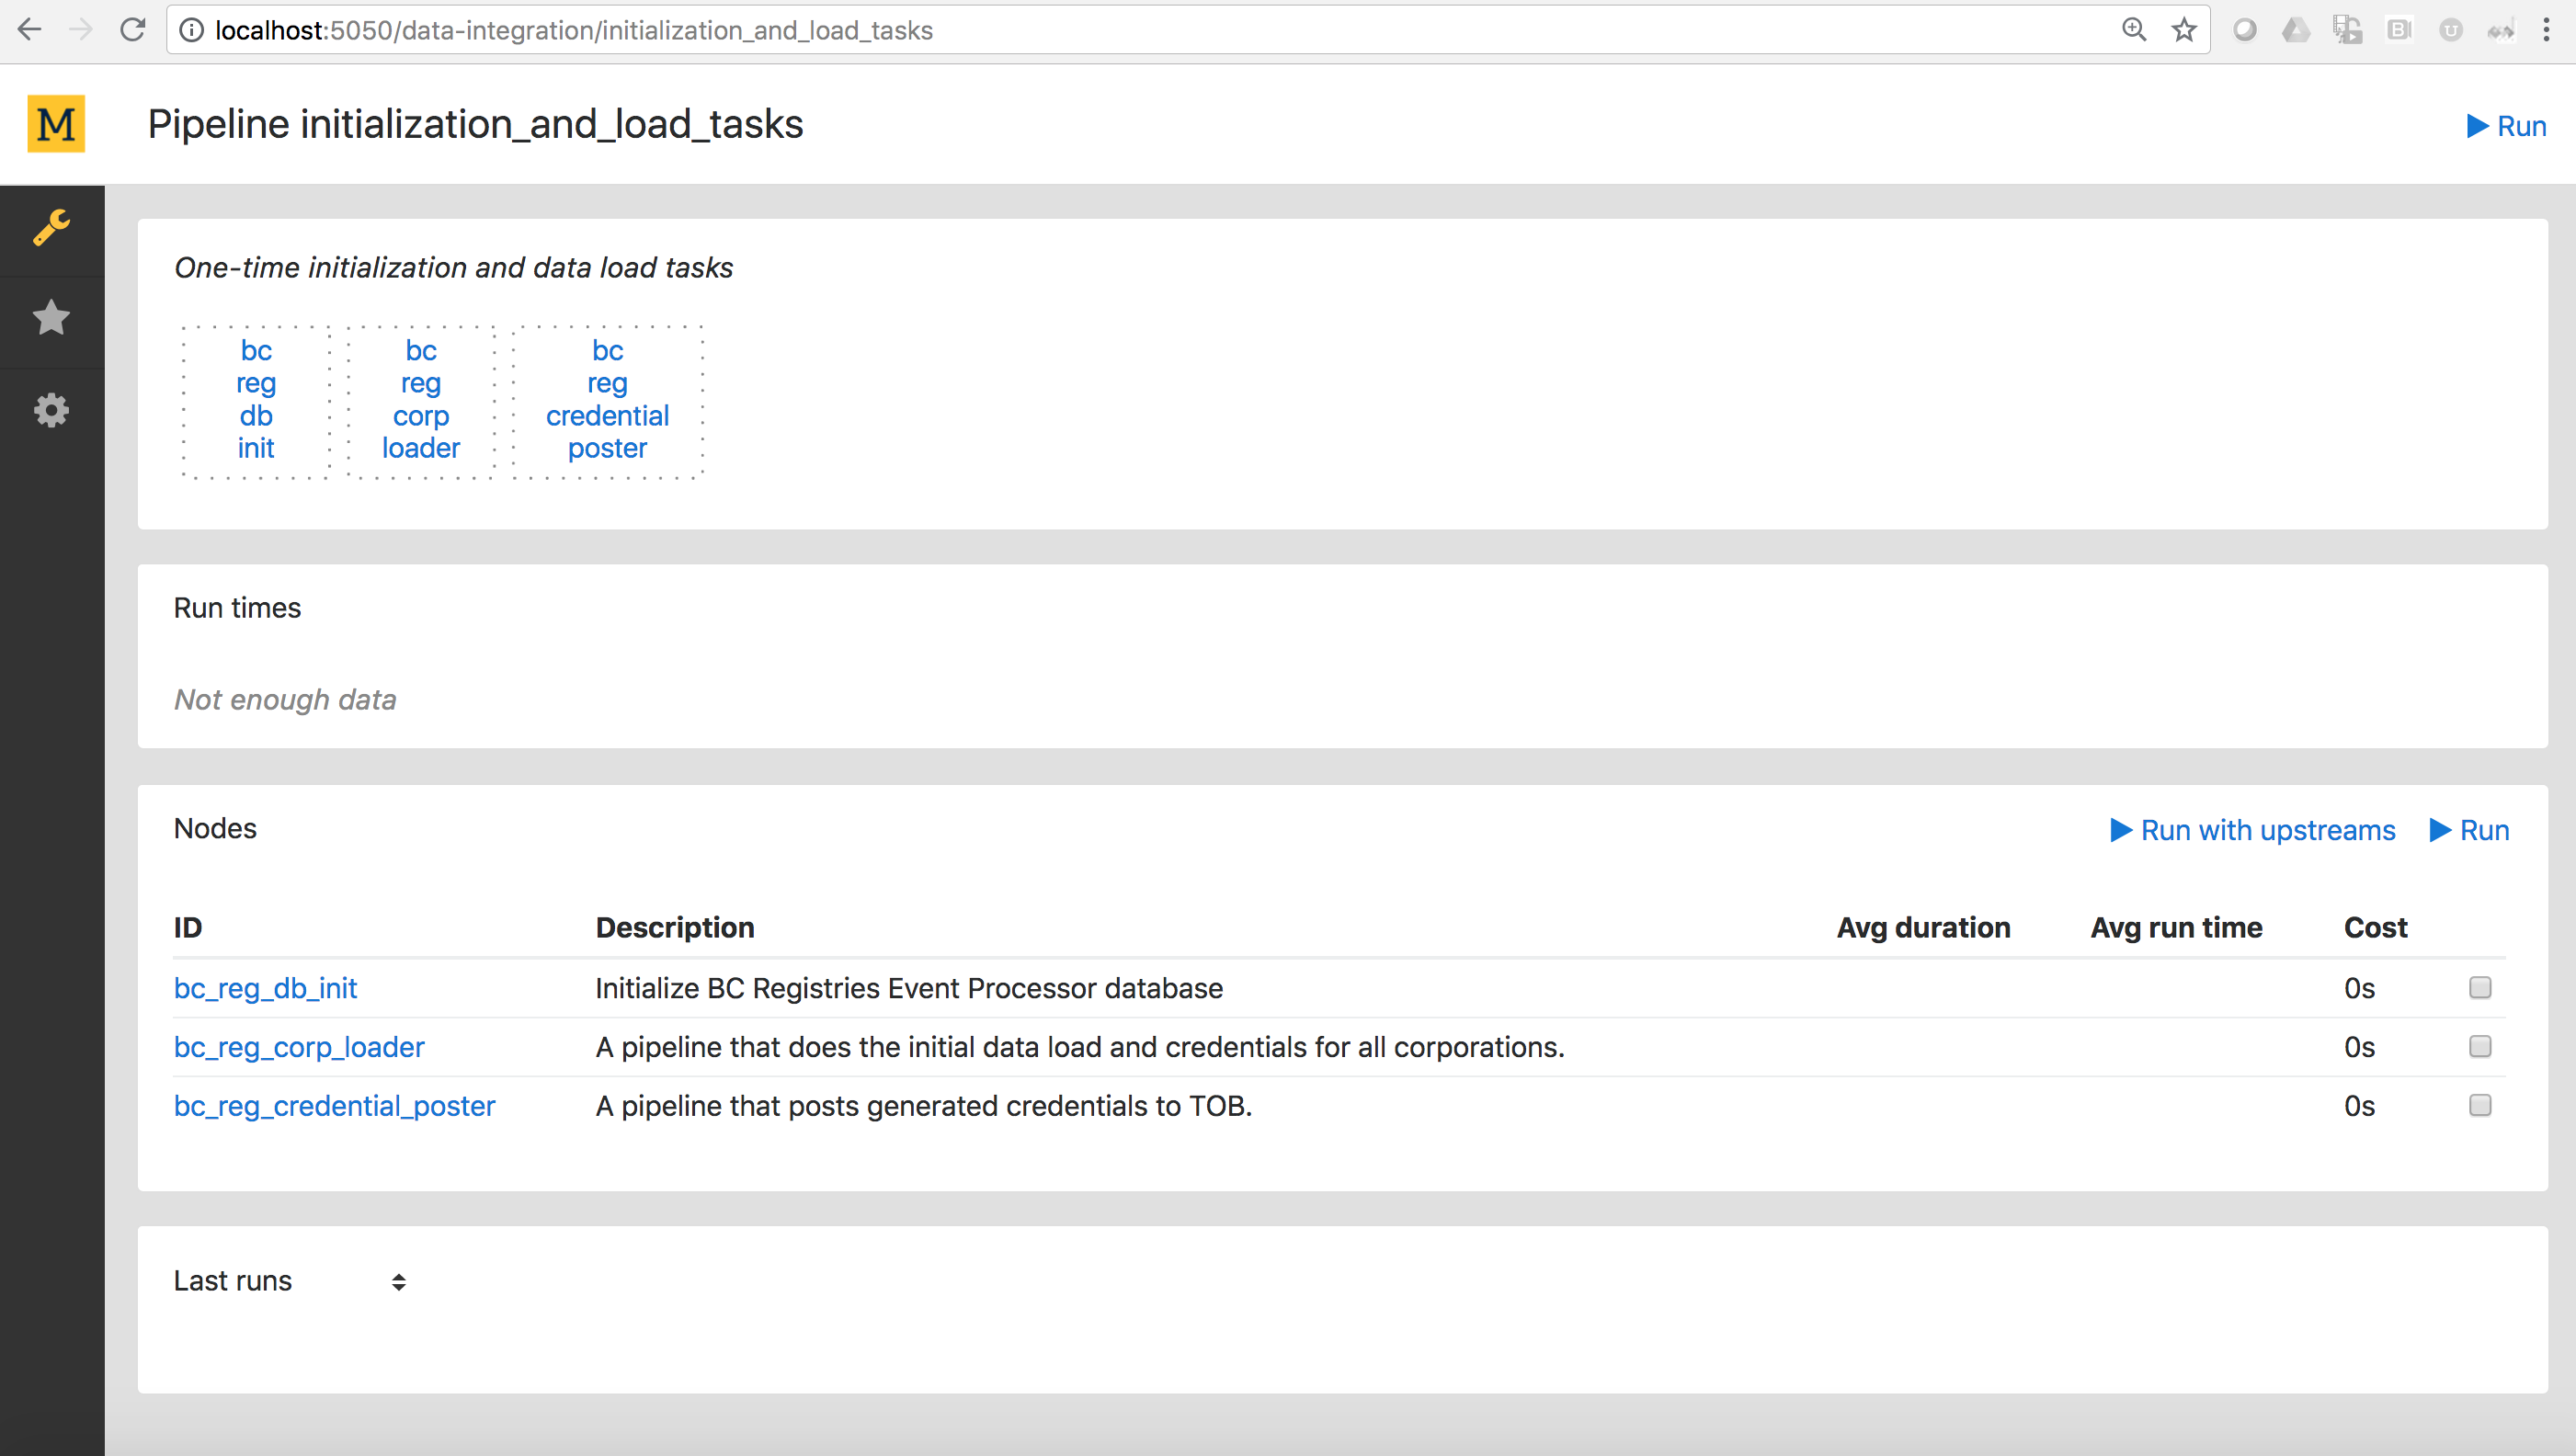 localhost:5050/data-integration/initialization_and_load_tasks
M
Pipeline initialization_and_load_tasks
Run
One-time initialization and data load tasks
bc
reg
db
init
bc
reg
corp
loader
bc
reg
credential
poster
Run times
Not enough data
Nodes
Run with upstreams
Run
ID Description Avg duration Avg run time Cost
bc_reg_db_init Initialize BC Registries Event Processor database 0s
bc_reg_corp_loader A pipeline that does the initial data load and credentials for all corporations. 0s
bc_reg_credential_poster A pipeline that posts generated credentials to TOB. 0s
Last runs